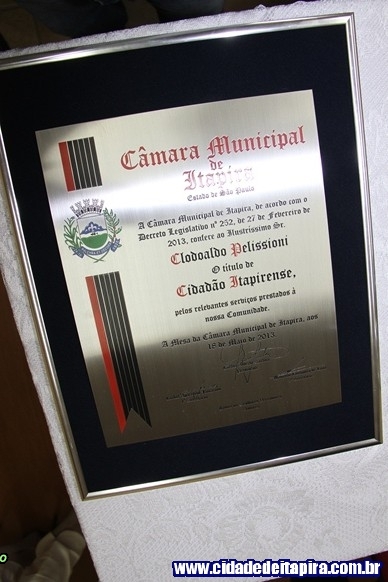 Câmara Municipal
de
Itapira
Estado de São Paulo
A Câmara Municipal de Itapira, de acordo com o
Decreto Legislativo nº 252, de 27 de Fevereiro de
2013, confere ao Ilustríssimo Sr.
Clodoaldo Pelissioni
O título de
Cidadão Itapirense,
pelos relevantes serviços prestados à
nossa Comunidade.
A Mesa da Câmara Municipal de Itapira, aos
18 de Maio de 2013.
www.cidadedeitapira.com.br